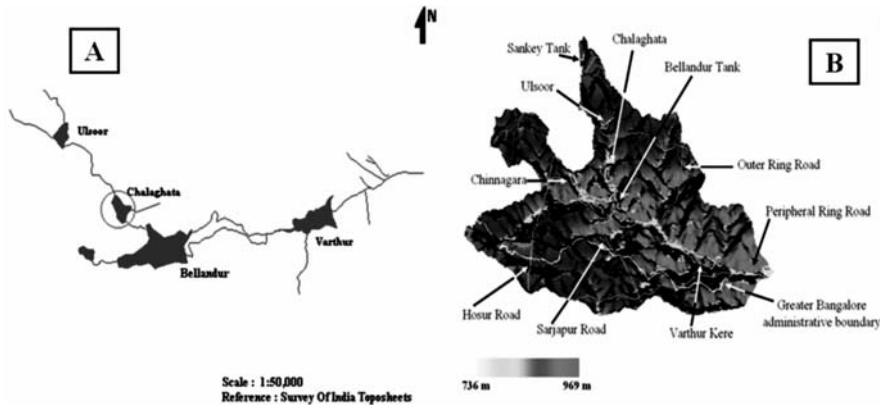 A
N
Ulsoor
Chalaghata
Bellandur
Varthur
Scale : 1:50,000
Reference : Survey Of India Toposheets
B
Sankey Tank
Chalaghata
Bellandur Tank
Ulsoor
Outer Ring Road
Chinnagara
Peripheral Ring Road
Hosur Road
Sarjapur Road
Varthur Kere
Greater Bangalore
administrative boundary
736 m
969 m